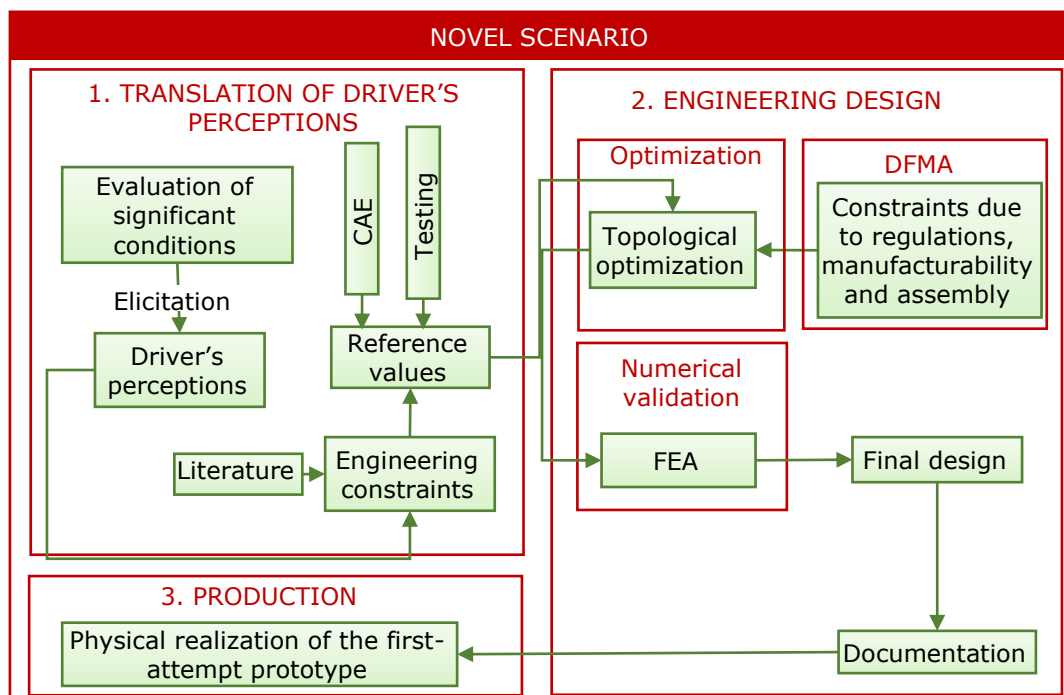 NOVEL SCENARIO
1. TRANSLATION OF DRIVER’S
PERCEPTIONS
Evaluation of
significant
conditions
CAE
Testing
Elicitation
Driver’s
perceptions
Reference
values
Literature
Engineering
constraints
2. ENGINEERING DESIGN
Optimization
Topological
optimization
DFMA
Constraints due
to regulations,
manufacturability
and assembly
Numerical
validation
FEA
Final design
Documentation
3. PRODUCTION
Physical realization of the first-
attempt prototype